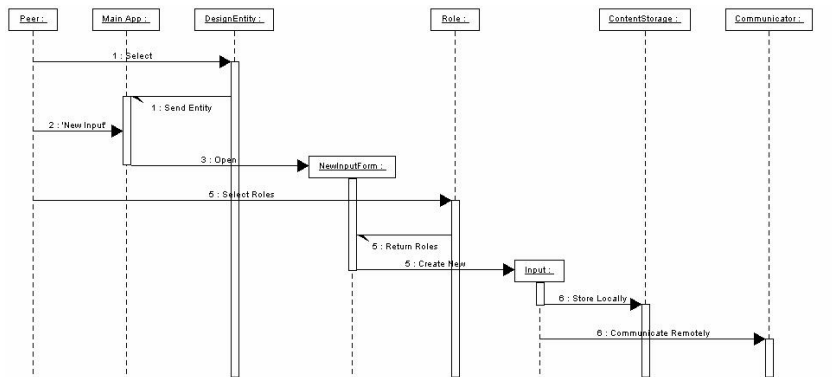 Peer :
Main App :
DesignEntity :
Role :
ContentStorage :
Communicator :
1 : Select
1 : Send Entity
2 : 'New Input'
3 : Open
NewInputForm :
5 : Select Roles
5 : Return Roles
5 : Create New
Input :
6 : Store Locally
6 : Communicate Remotely